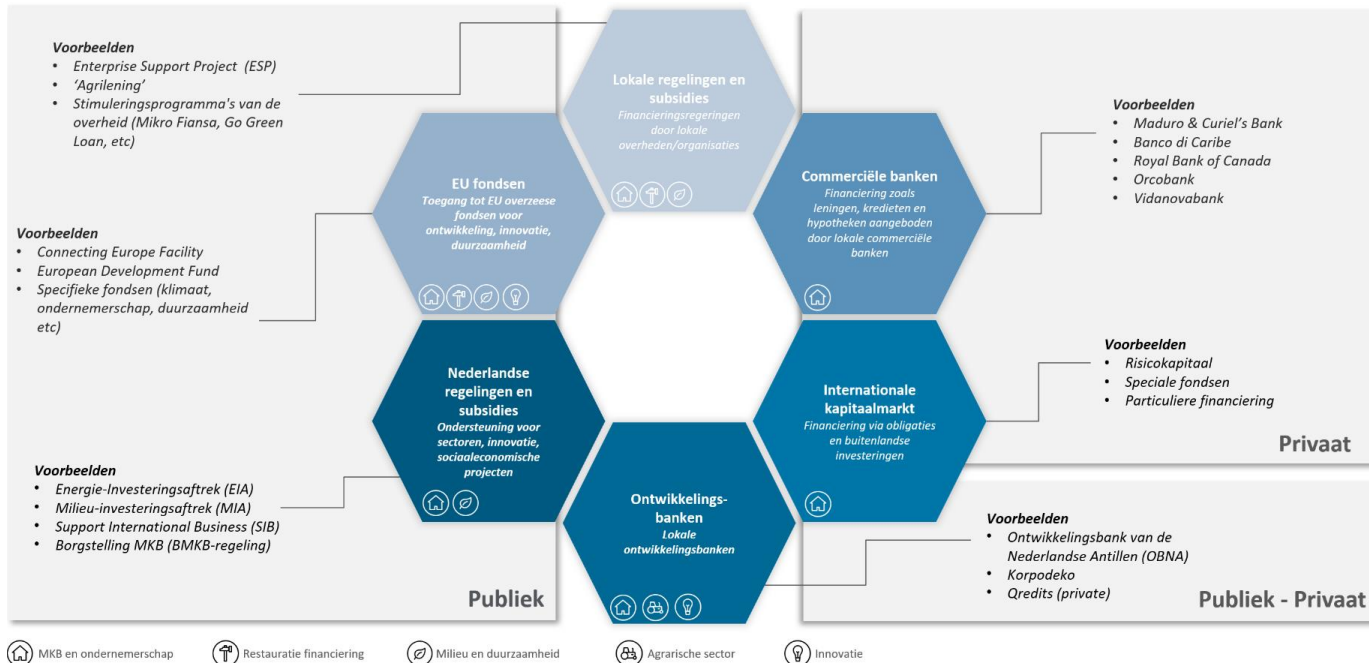 Voorbeelden
• Enterprise Support Project (ESP)
• ‘Agrilening’
• Stimuleringsprogramma's van de
overheid (Mikro Fiansa, Go Green
Loan, etc)
Lokale regelingen en
subsidies
Financieringsregeringen
door lokale
overheden/organisaties
EU fondsen
Toegang tot EU overzeese
fondsen voor
ontwikkeling, innovatie,
duurzaamheid
Commerciële banken
Financiering zoals
leningen, kredieten en
hypotheken aangeboden
door lokale commerciële
banken
Voorbeelden
• Maduro & Curiel’s Bank
• Banco di Caribe
• Royal Bank of Canada
• Orcobank
• Vidanovabank
Voorbeelden
• Connecting Europe Facility
• European Development Fund
• Specifieke fondsen (klimaat,
ondernemerschap, duurzaamheid
etc)
Nederlandse
regelingen en
subsidies
Ondersteuning voor
sectoren, innovatie,
sociaaleconomische
projecten
Internationale
kapitaalmarkt
Financiering via obligaties
en buitenlandse
investeringen
Voorbeelden
• Risicokapitaal
• Speciale fondsen
• Particuliere financiering
Privaat
Voorbeelden
• Energie-Investeringsaftrek (EIA)
• Milieu-investeringsaftrek (MIA)
• Support International Business (SIB)
• Borgstelling MKB (BMKB-regeling)
Publiek
Ontwikkelings-
banken
Lokale
ontwikkelingsbanken
Voorbeelden
• Ontwikkelingsbank van de
Nederlandse Antillen (OBNA)
• Korpodeko
• Qredits (private)
Publiek - Privaat
MKB en ondernemerschap
Restauratie financiering
Milieu en duurzaamheid
Agrarische sector
Innovatie